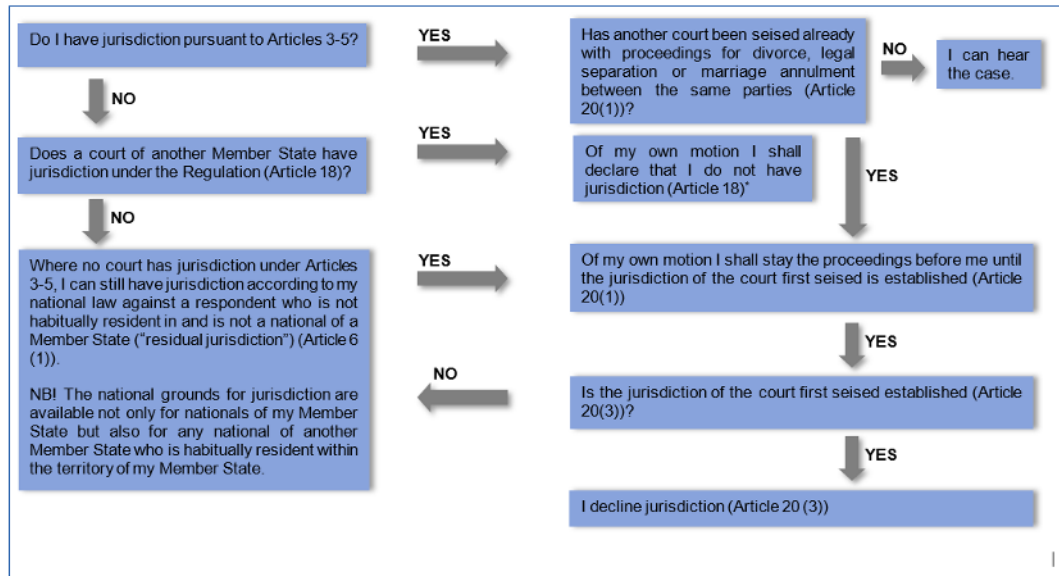 Do I have jurisdiction pursuant to Articles 3-5?
YES
Has another court been seised already
with proceedings for divorce, legal
separation or marriage annulment
between the same parties (Article
20(1))?
NO
I can hear
the case.
NO
Does a court of another Member State have
jurisdiction under the Regulation (Article 18)?
YES
Of my own motion I shall
declare that I do not have
jurisdiction (Article 18)*
YES
NO
Where no court has jurisdiction under Articles
3-5, I can still have jurisdiction according to my
national law against a respondent who is not
habitually resident in and is not a national of a
Member State (“residual jurisdiction”) (Article 6
(1)).
NB! The national grounds for jurisdiction are
available not only for nationals of my Member
State but also for any national of another
Member State who is habitually resident within
the territory of my Member State.
YES
Of my own motion I shall stay the proceedings before me until
the jurisdiction of the court first seised is established (Article
20(1))
YES
NO
Is the jurisdiction of the court first seised established (Article
20(3))?
YES
I decline jurisdiction (Article 20 (3))